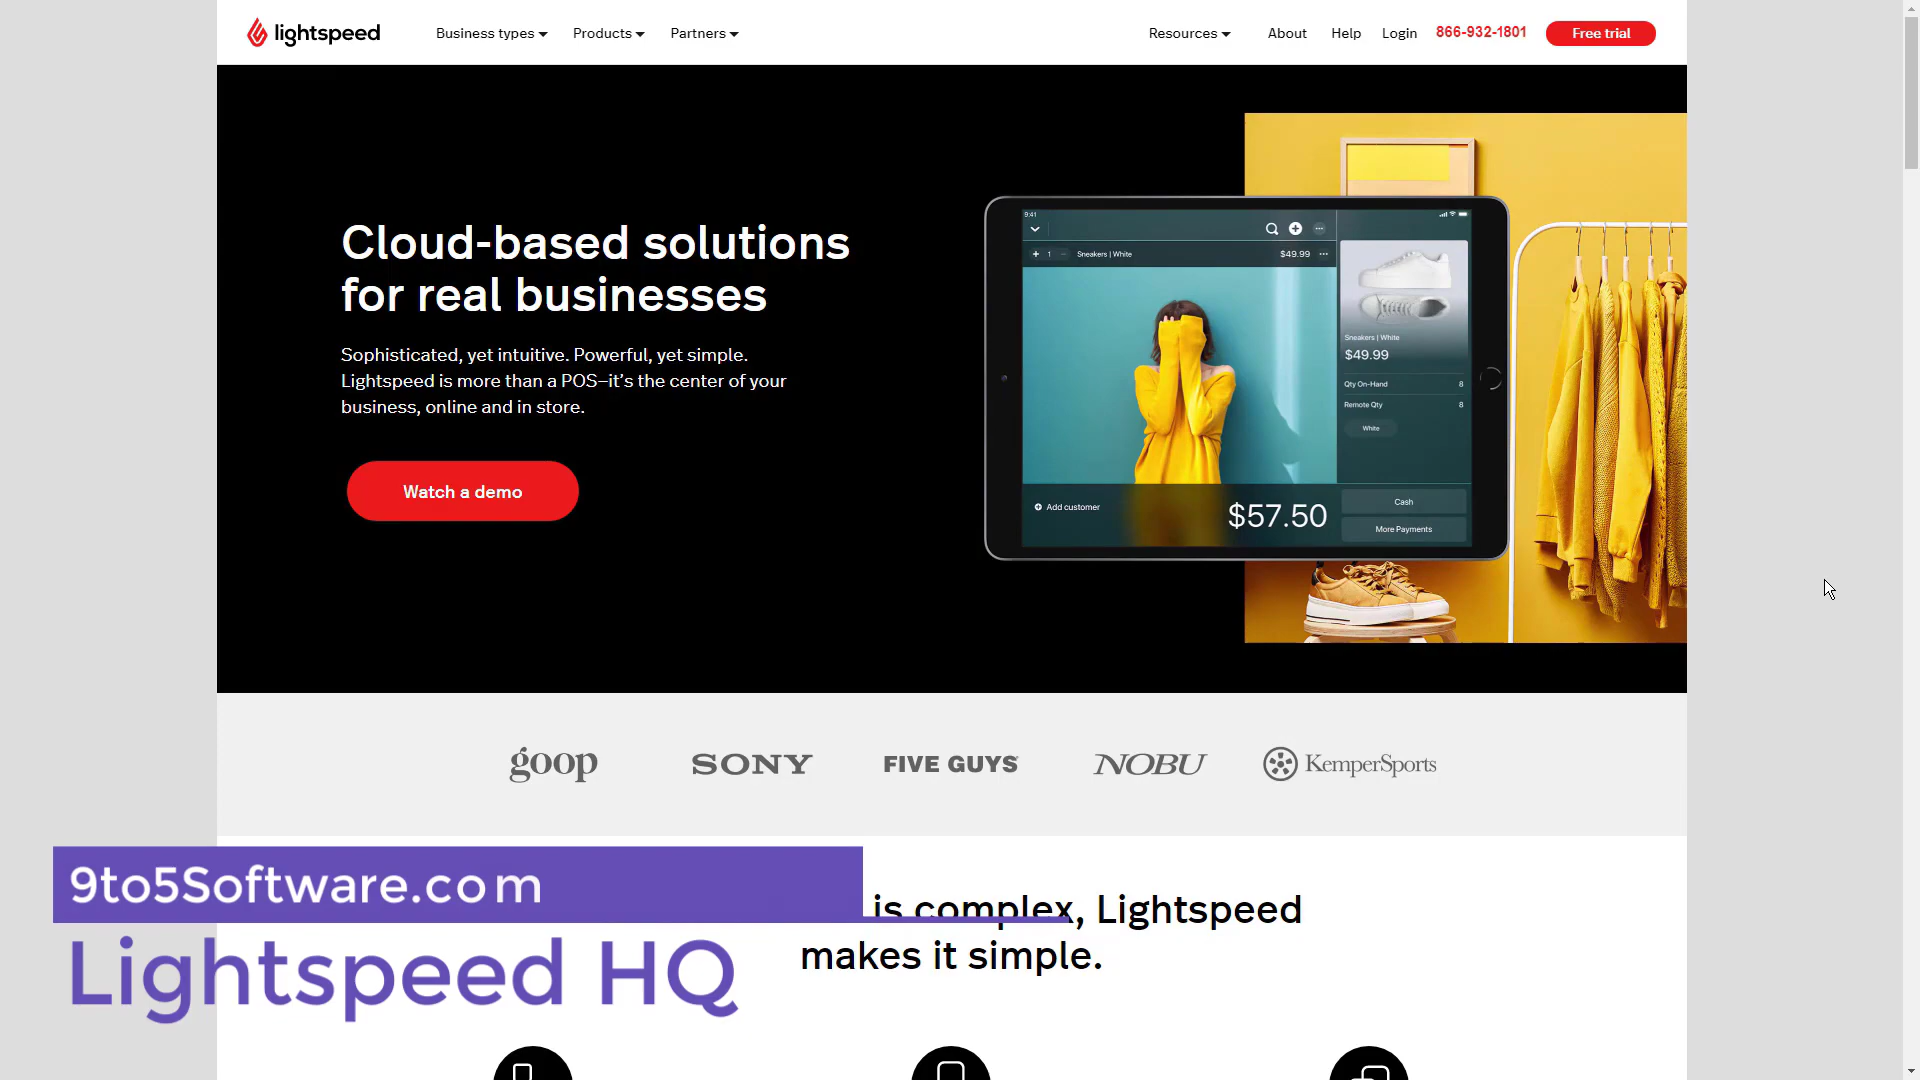 lightspeed
Business types
Products
Partners
Resources
About
Help
Login
866-932-1801
Free trial
Cloud-based solutions
for real businesses
Sophisticated, yet intuitive. Powerful, yet simple.
Lightspeed is more than a POS–it's the center of your
business, online and in store.
Watch a demo
9:41
1
Sneakers | White
$49.99
Sneakers | White
$49.99
Qty On-Hand 8
Remote Qty 8
White
Add customer
$57.50
Cash
More Payments
goop
SONY
FIVE GUYS
NOBU
KemperSports
9to5Software.com
is complex, Lightspeed
makes it simple.
Lightspeed HQ